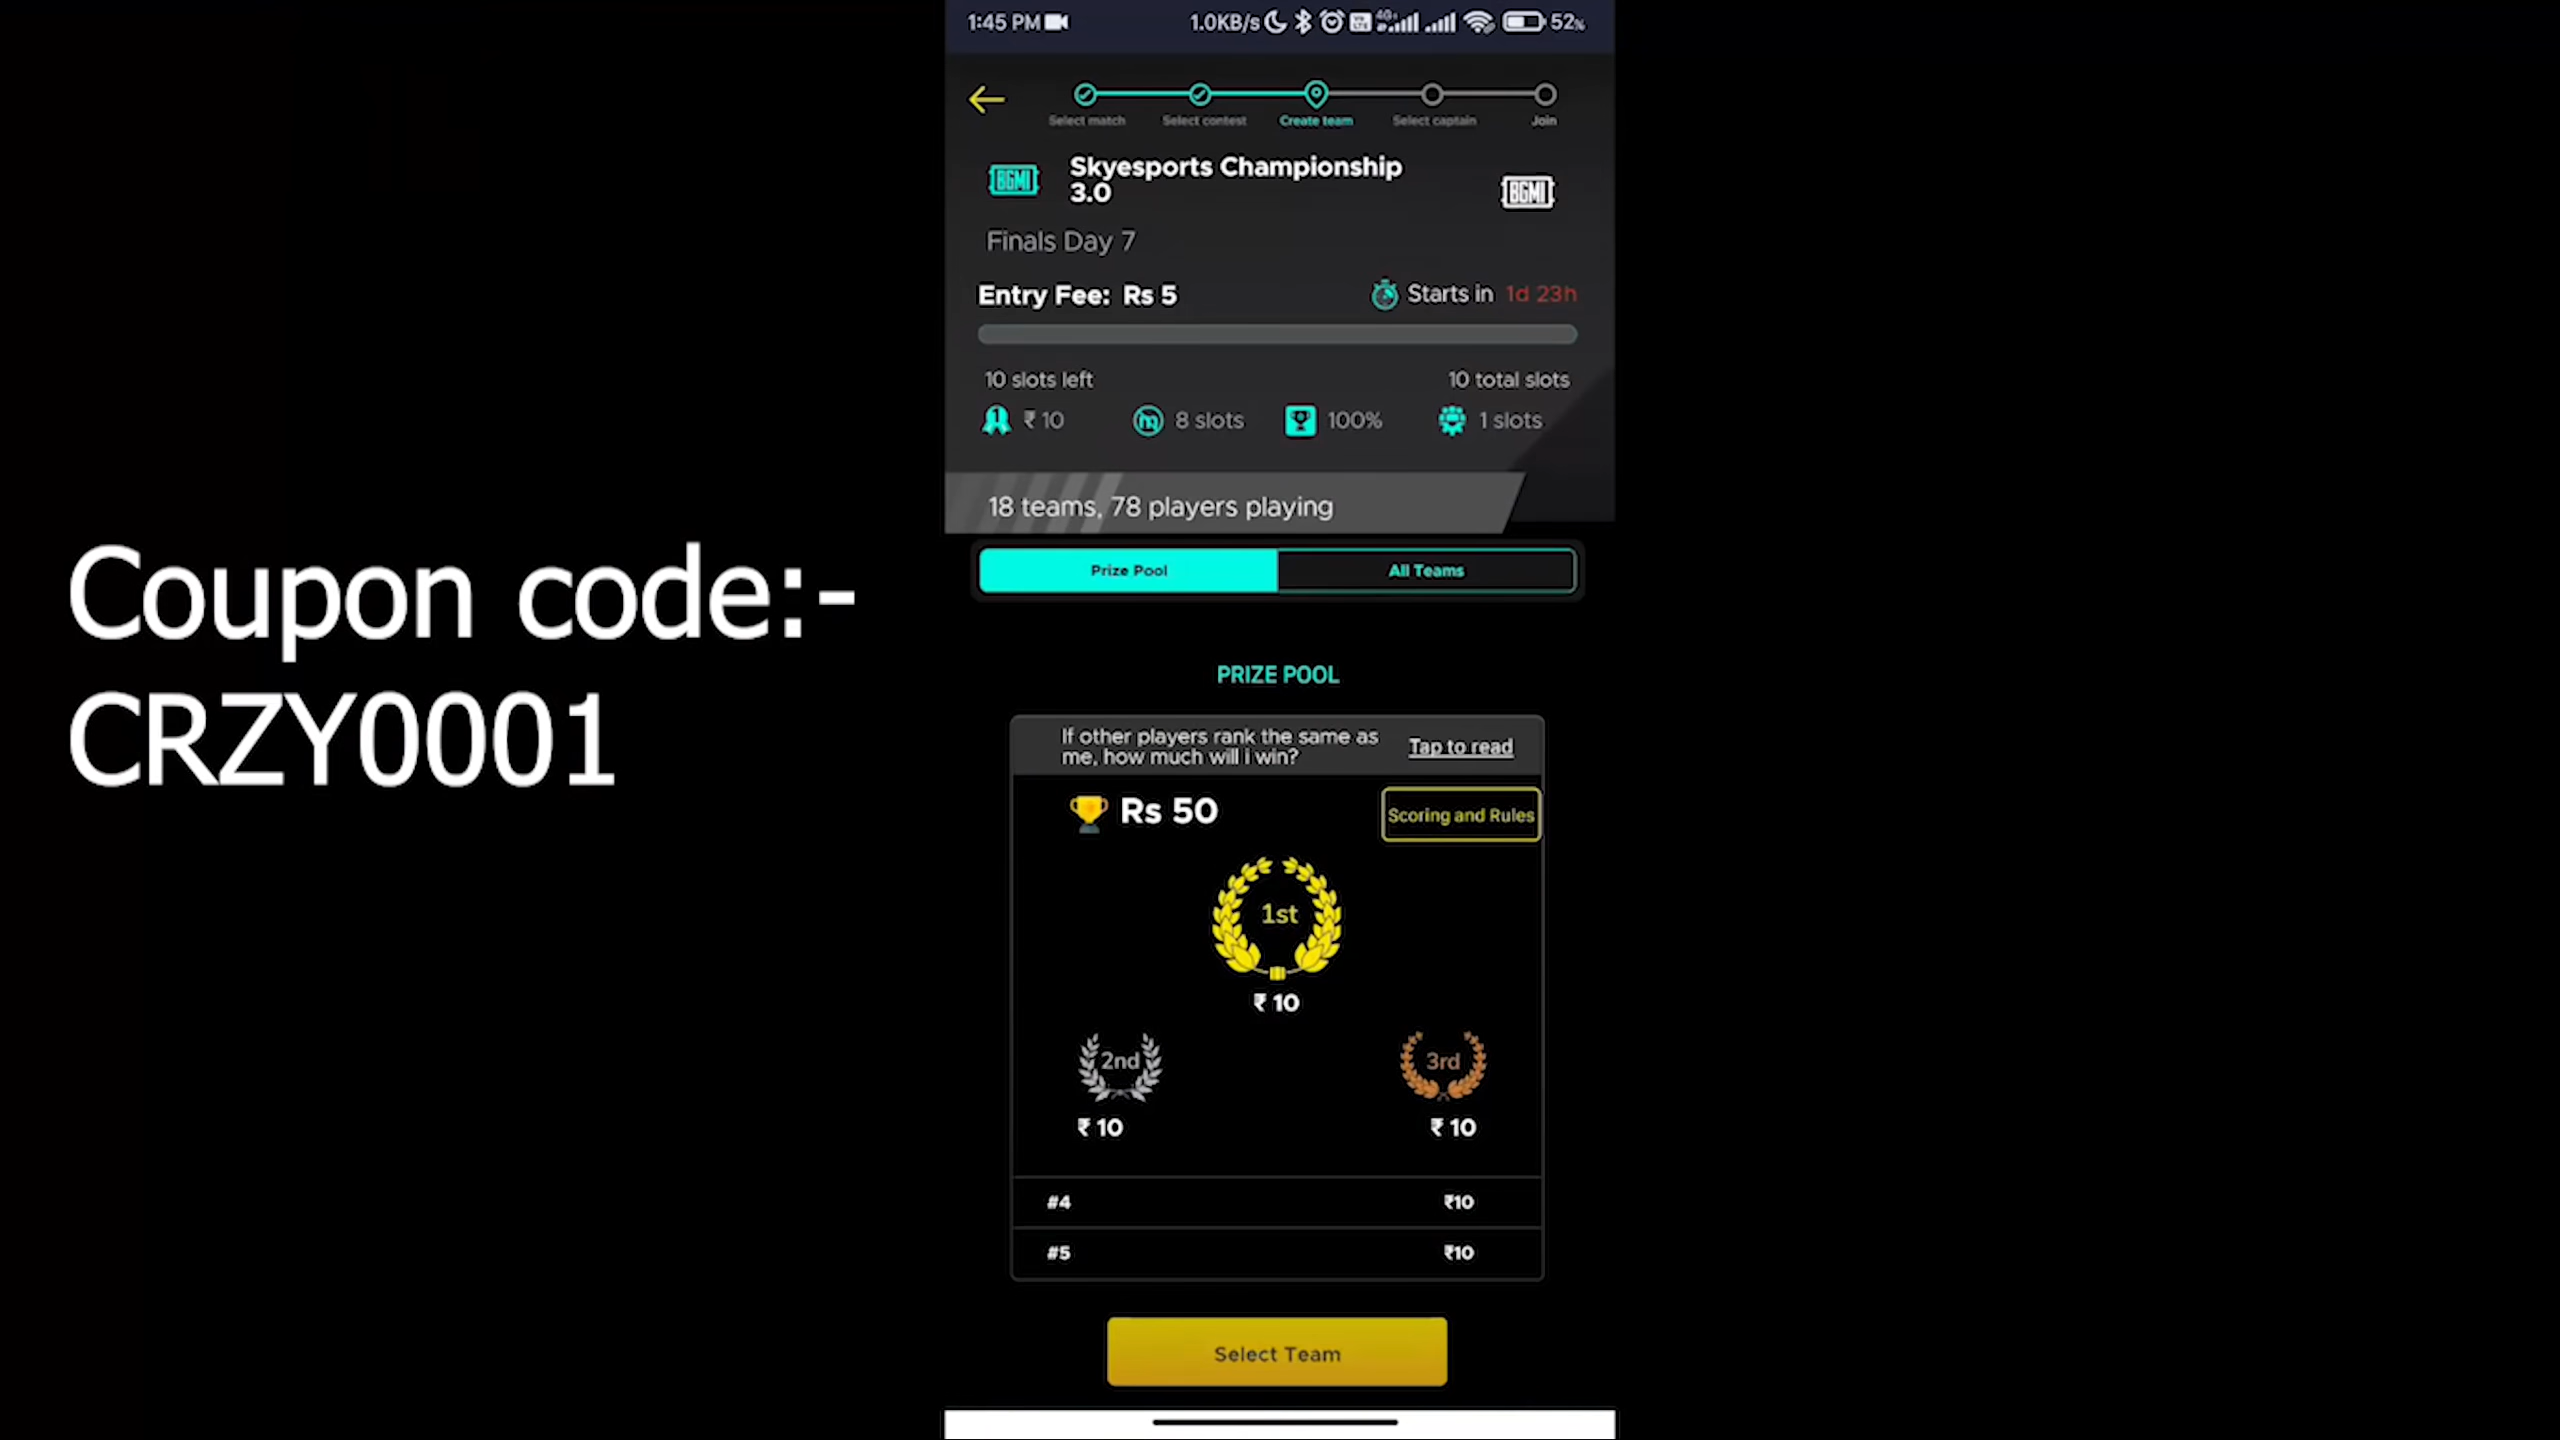 1:45 PM 1.0KB/s 52%
Select match Select contest Create team Select captain Join
BGMI Skyesports Championship 3.0 BGMI
Finals Day 7
Entry Fee: Rs 5 Starts in 1d 23h
10 slots left 10 total slots
1 ₹ 10 m 8 slots 100% 1 slots
18 teams, 78 players playing
Prize Pool All Teams
Coupon code:-
CRZY0001
PRIZE POOL
If other players rank the same as
me, how much will i win?
Tap to read
Rs 50 Scoring and Rules
1st
₹ 10
2nd 3rd
₹ 10 ₹ 10
#4 ₹10
#5 ₹10
Select Team